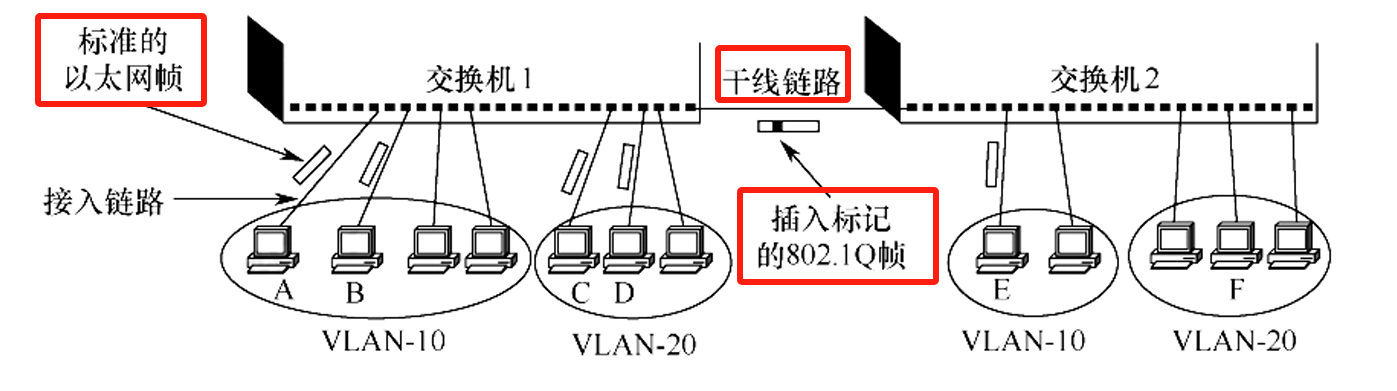 标准的
以太网帧
交换机1
干线链路
交换机2
接入链路
插入标记
的802.1Q帧
A
B
C
D
E
F
VLAN-10
VLAN-20
VLAN-10
VLAN-20